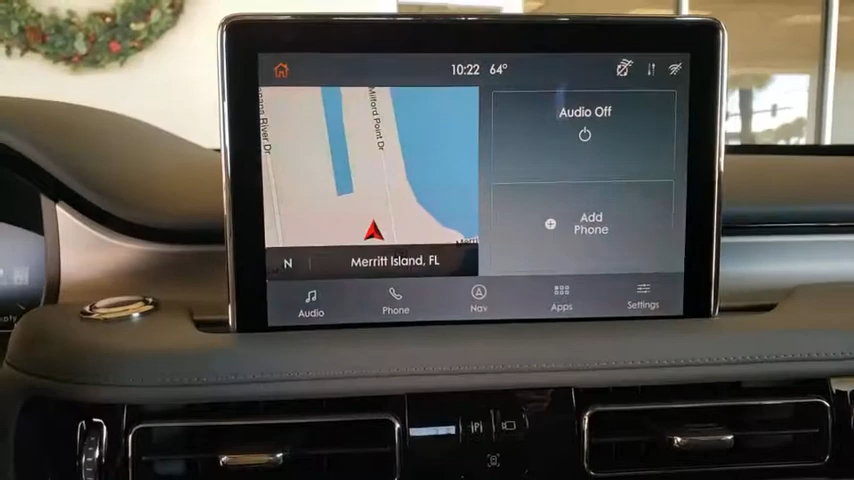 10:22 64°
Milford Point Dr
River Dr
Audio Off
Add
Phone
N
Merritt Island, FL
Audio
Phone
Nav
Apps
Settings